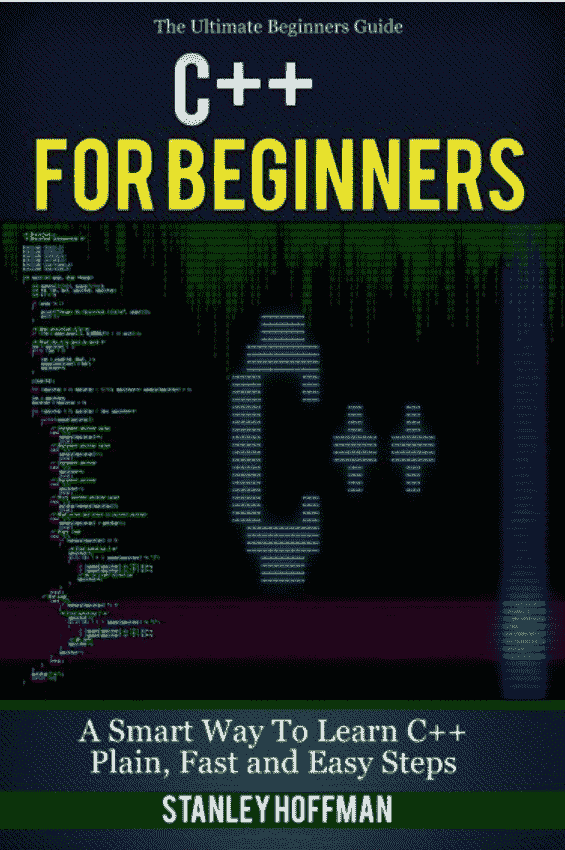 The Ultimate Beginners Guide
C++
FOR BEGINNERS
C++
A Smart Way To Learn C++
Plain, Fast and Easy Steps
STANLEY HOFFMAN